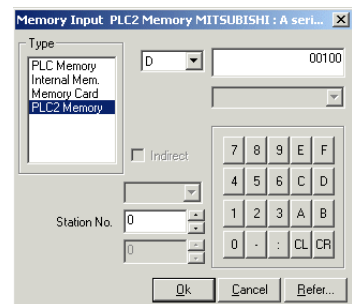 Memory Input PLC2 Memory MITSUBISHI : A seri...
Type
PLC Memory
Internal Mem.
Memory Card
PLC2 Memory
D
00100
Indirect
Station No.
0
0
7 8 9 E F
4 5 6 C D
1 2 3 A B
0 - : CL CR
Ok
Cancel
Refer...